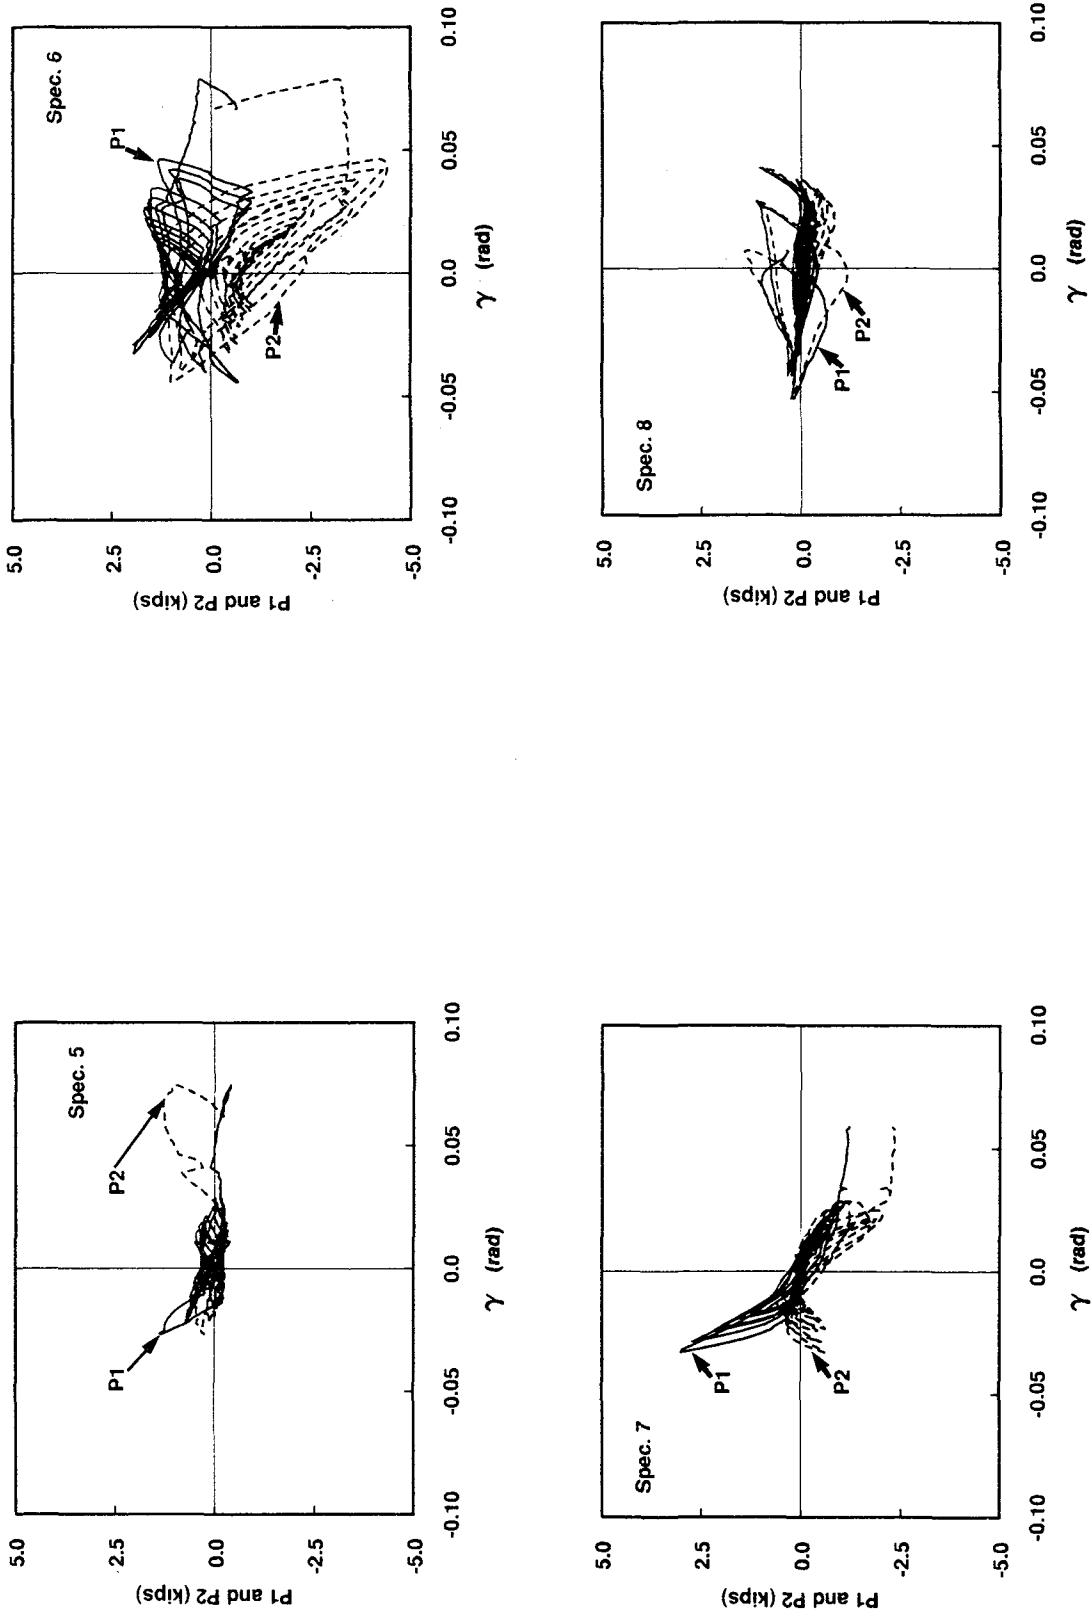 Spec. 5
P1
P2
5.0
2.5
0.0
-2.5
-5.0
P1 and P2 (kips)
-0.10
-0.05
0.0
0.05
0.10
γ (rad)
Spec. 6
P1
P2
5.0
2.5
0.0
-2.5
-5.0
P1 and P2 (kips)
-0.10
-0.05
0.0
0.05
0.10
γ (rad)
Spec. 7
P1
P2
5.0
2.5
0.0
-2.5
-5.0
P1 and P2 (kips)
-0.10
-0.05
0.0
0.05
0.10
γ (rad)
Spec. 8
P1
P2
5.0
2.5
0.0
-2.5
-5.0
P1 and P2 (kips)
-0.10
-0.05
0.0
0.05
0.10
γ (rad)